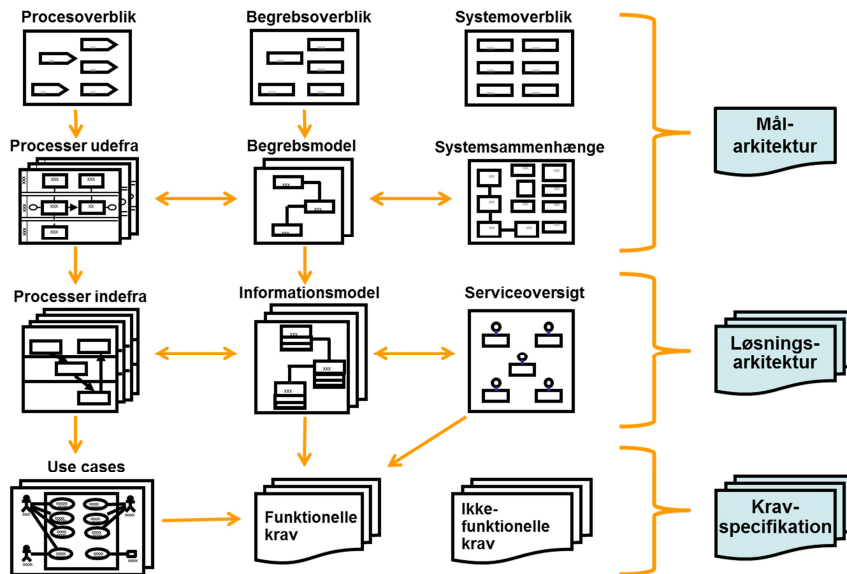 Procesoverblik
Begrebsoverblik
Systemoverblik
Mål-
arkitektur
Processer udefra
Begrebsmodel
Systemsammenhænge
Processer indefra
Informationsmodel
Serviceoversigt
Løsnings-
arkitektur
Use cases
Funktionelle
krav
Ikke-
funktionelle
krav
Krav-
specifikation